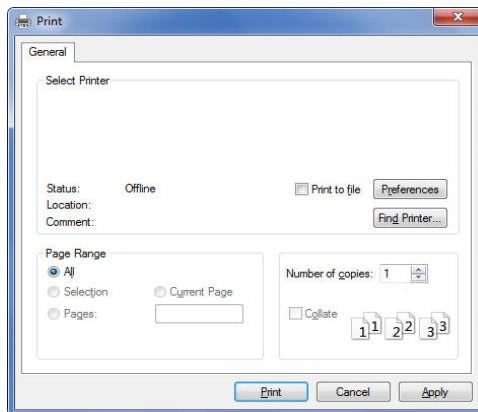 Print
General
Select Printer
Status: Offline
Print to file Preferences
Location:
Comment: Find Printer...
Page Range
All
Number of copies: 1
Selection Current Page
Pages:
Collate
1 1 2 2 3 3
Print Cancel Apply